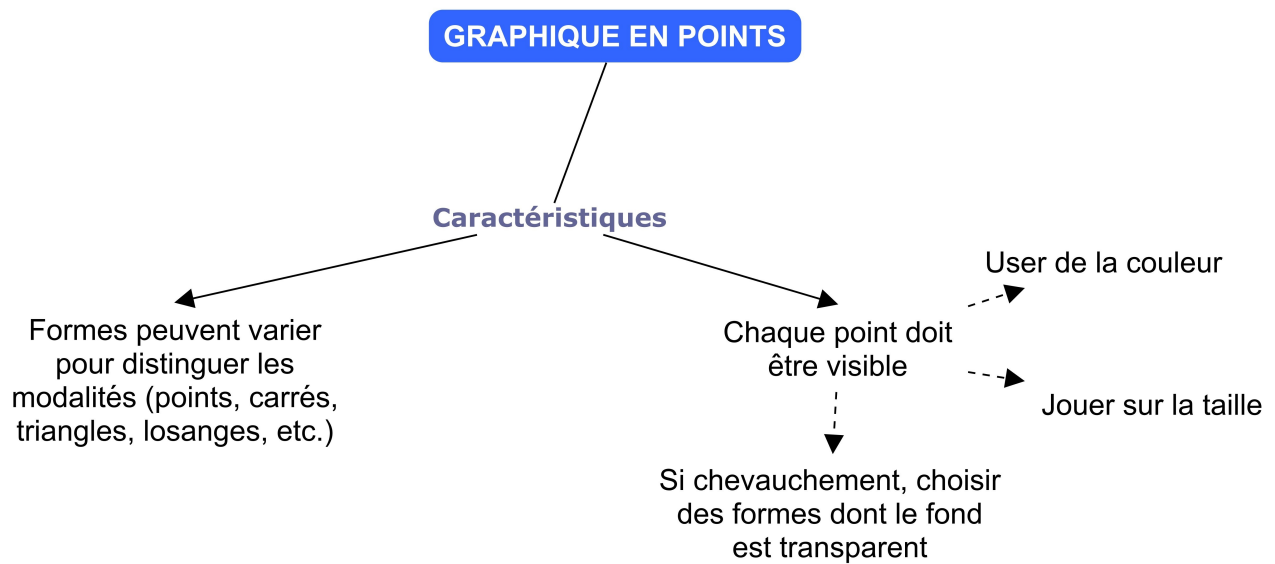 GRAPHIQUE EN POINTS
Caractéristiques
Formes peuvent varier
pour distinguer les
modalités (points, carrés,
triangles, losanges, etc.)
Chaque point doit
être visible
User de la couleur
Jouer sur la taille
Si chevauchement, choisir
des formes dont le fond
est transparent